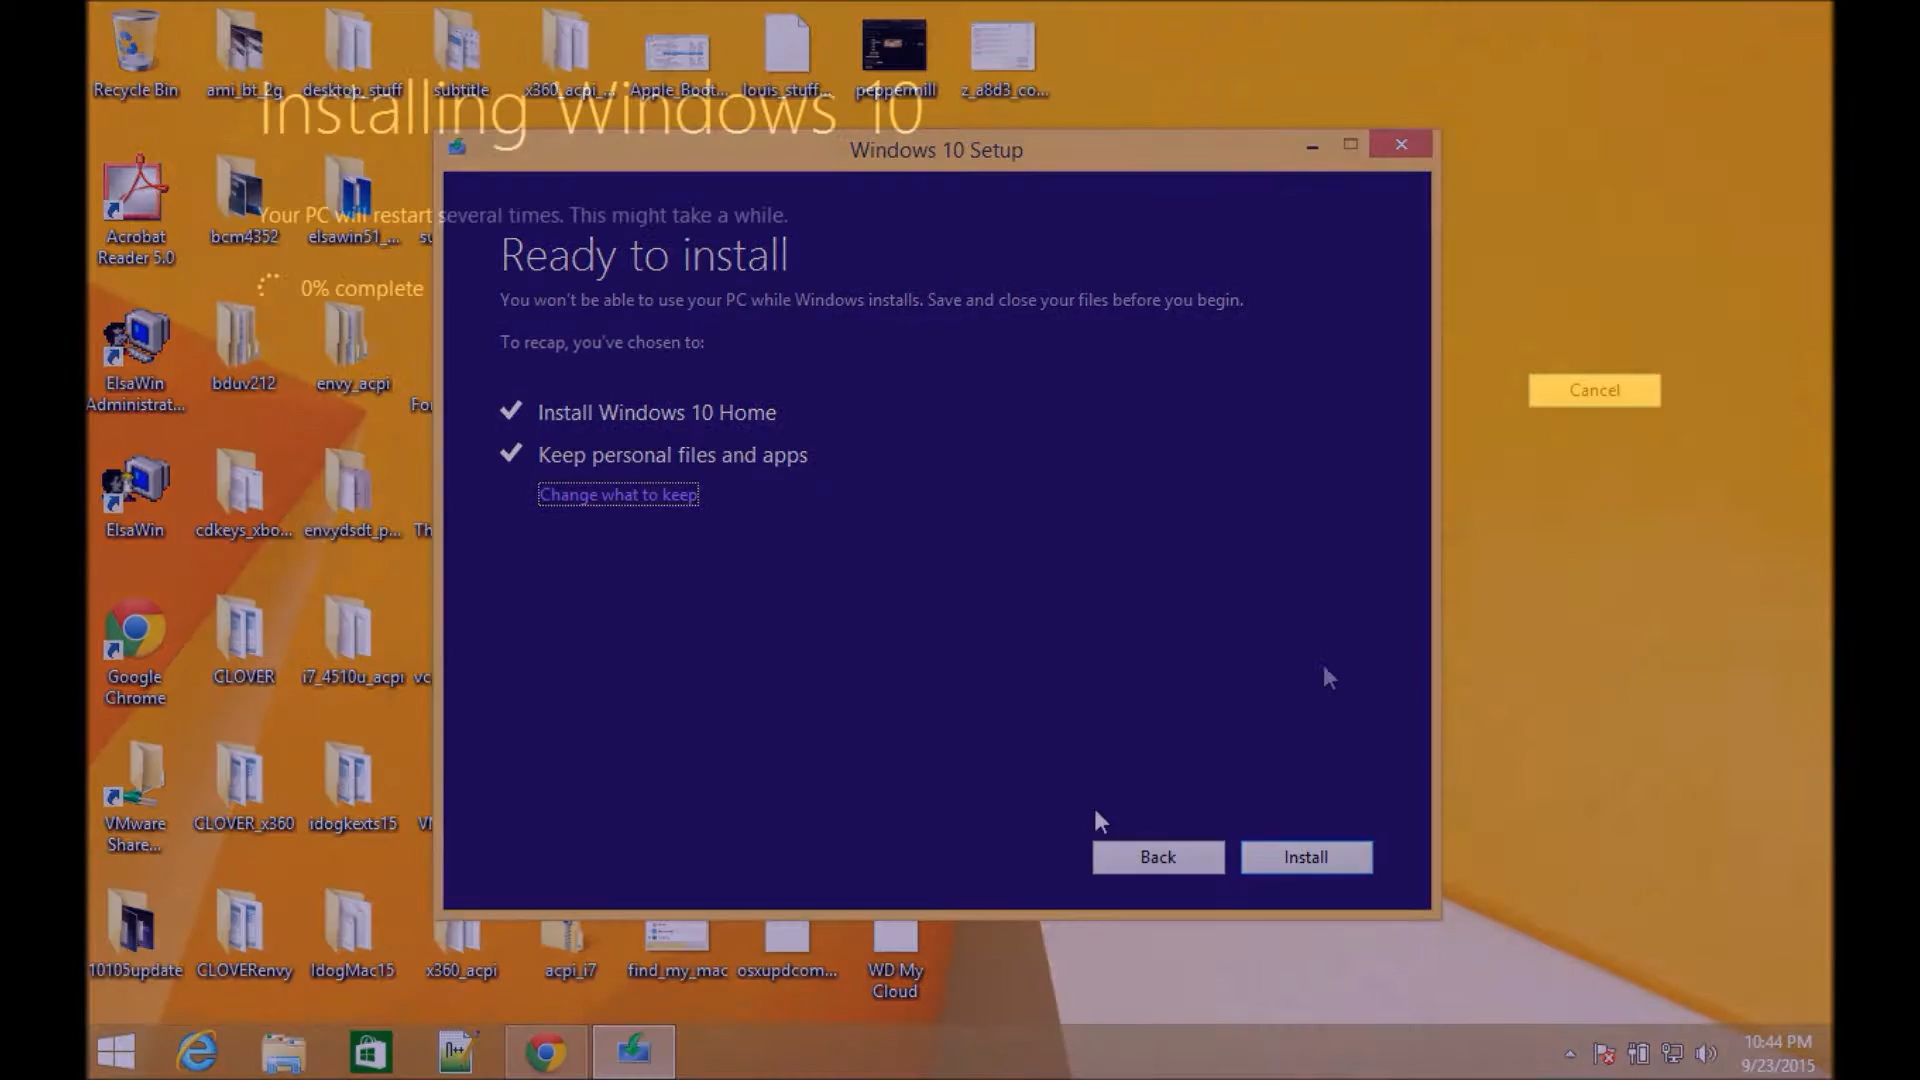 Recycle Bin
ami_bt_2g
desktop_stuff
subtitle
x360_acpi_...
Apple_Boot...
louis_stuff...
peppermill
z_a8d3_co...
Installing Windows 10
Windows 10 Setup
Your PC will restart several times. This might take a while.
Acrobat
Reader 5.0
bcm4352
elsawin51_...
Ready to install
0% complete
You won't be able to use your PC while Windows installs. Save and close your files before you begin.
To recap, you've chosen to:
ElsaWin
Administrat...
bduv212
envy_acpi
Cancel
Install Windows 10 Home
Keep personal files and apps
Change what to keep
ElsaWin
cdkeys_xbo...
envydsdt_p...
Google
Chrome
CLOVER
i7_4510u_acpi
VMware
Share...
CLOVER_x360
idogkexts15
Back
Install
10105update
CLOVERenvy
IdogMac15
x360_acpi
acpi_i7
find_my_mac
osxupdcom...
WD My
Cloud
10:44 PM
9/23/2015